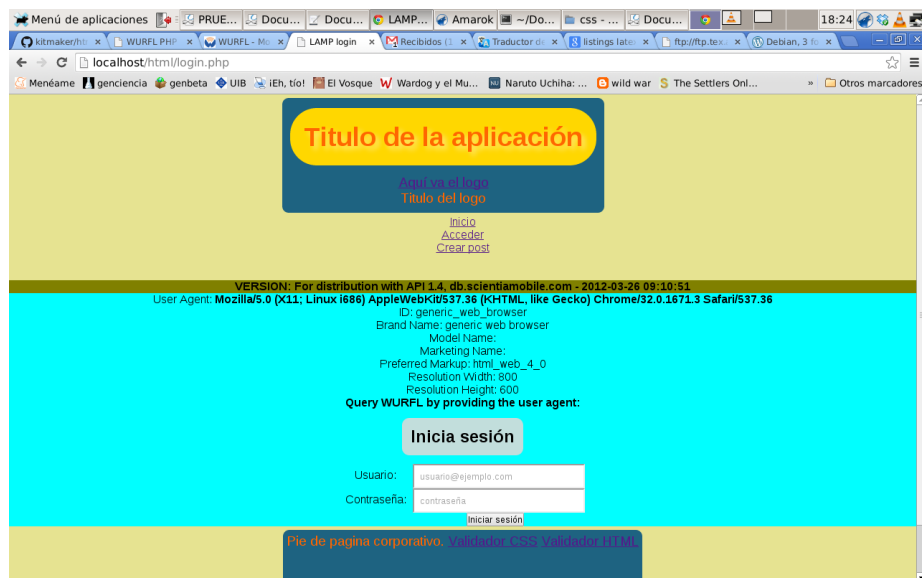 Menú de aplicaciones PRUE... Docu... Docu... LAMP... Amarok ~/Do... css - ... Docu... 18:24
kitmaker/htt WURFL PHP WURFL - Mo LAMP login Recibidos (1 Traductor de listings latex ftp://ftp.tex. Debian, 3 fo
localhost/html/login.php
Menéame genciencia genbeta UIB ¡Eh, tío! El Vosque Wardog y el Mu... Naruto Uchiha: ... wild war The Settlers Onl... » Otros marcadores
Titulo de la aplicación
Aquí va el logo
Titulo del logo
Inicio
Acceder
Crear post
VERSION: For distribution with API 1.4, db.scientiamobile.com - 2012-03-26 09:10:51
User Agent: Mozilla/5.0 (X11; Linux i686) AppleWebKit/537.36 (KHTML, like Gecko) Chrome/32.0.1671.3 Safari/537.36
ID: generic_web_browser
Brand Name: generic web browser
Model Name:
Marketing Name:
Preferred Markup: html_web_4_0
Resolution Width: 800
Resolution Height: 600
Query WURFL by providing the user agent:
Inicia sesión
Usuario: usuario@ejemplo.com
Contraseña: contraseña
Iniciar sesión
Pie de pagina corporativo. Validador CSS Validador HTML